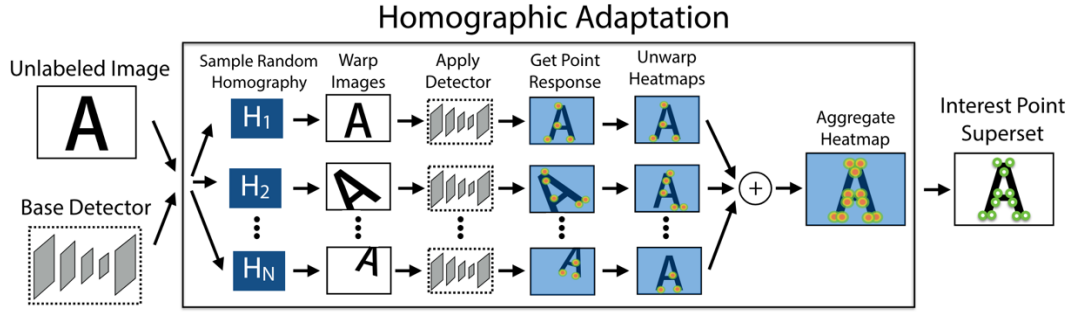 Homographic Adaptation
Unlabeled Image
A
Base Detector
Sample Random
Homography
Warp
Images
Apply
Detector
Get Point
Response
Unwarp
Heatmaps
H1
A
A
A
H2
A
A
A
HN
A
A
A
+
Aggregate
Heatmap
A
Interest Point
Superset
A